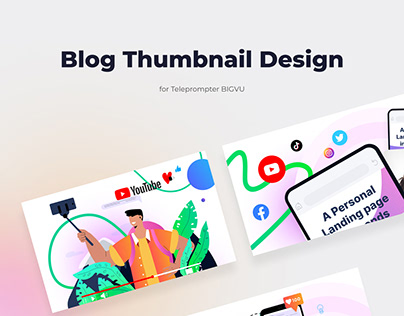 Blog Thumbnail Design
for Teleprompter BIGVU
YouTube
A Personal
Landing page